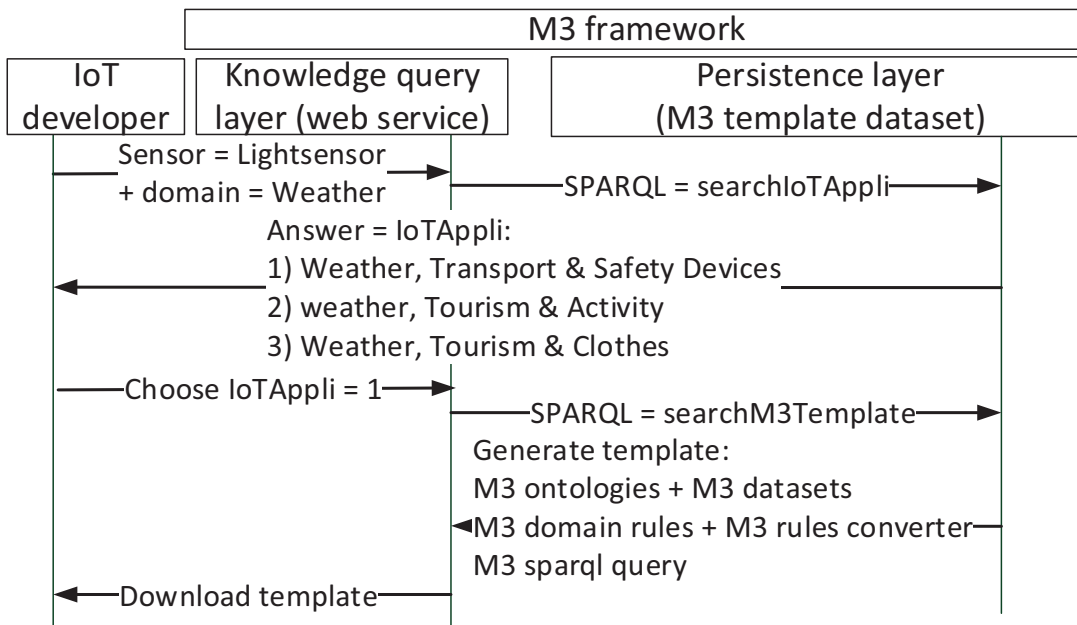 M3 framework
IoT
developer
Knowledge query
layer (web service)
Persistence layer
(M3 template dataset)
Sensor = Lightsensor
+ domain = Weather
SPARQL = searchIoTAppli
Answer = IoTAppli:
1) Weather, Transport & Safety Devices
2) weather, Tourism & Activity
3) Weather, Tourism & Clothes
Choose IoTAppli = 1
SPARQL = searchM3Template
Generate template:
M3 ontologies + M3 datasets
M3 domain rules + M3 rules converter
M3 sparql query
Download template